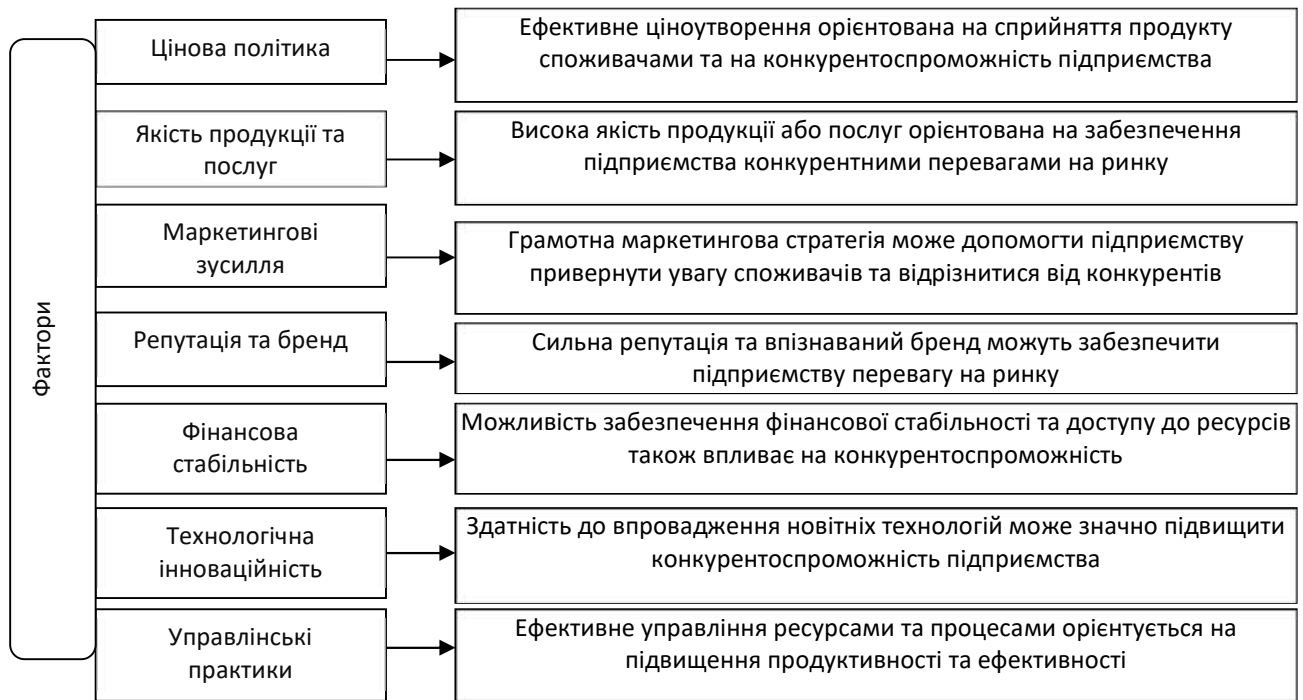 Фактори
Цінова політика
Ефективне ціноутворення орієнтована на сприйняття продукту
споживачами та на конкурентоспроможність підприємства
Якість продукції та
послуг
Висока якість продукції або послуг орієнтована на забезпечення
підприємства конкурентними перевагами на ринку
Маркетингові
зусилля
Грамотна маркетингова стратегія може допомогти підприємству
привернути увагу споживачів та відрізнитися від конкурентів
Репутація та бренд
Сильна репутація та впізнаваний бренд можуть забезпечити
підприємству перевагу на ринку
Фінансова
стабільність
Можливість забезпечення фінансової стабільності та доступу до ресурсів
також впливає на конкурентоспроможність
Технологічна
інноваційність
Здатність до впровадження новітніх технологій може значно підвищити
конкурентоспроможність підприємства
Управлінські
практики
Ефективне управління ресурсами та процесами орієнтується на
підвищення продуктивності та ефективності